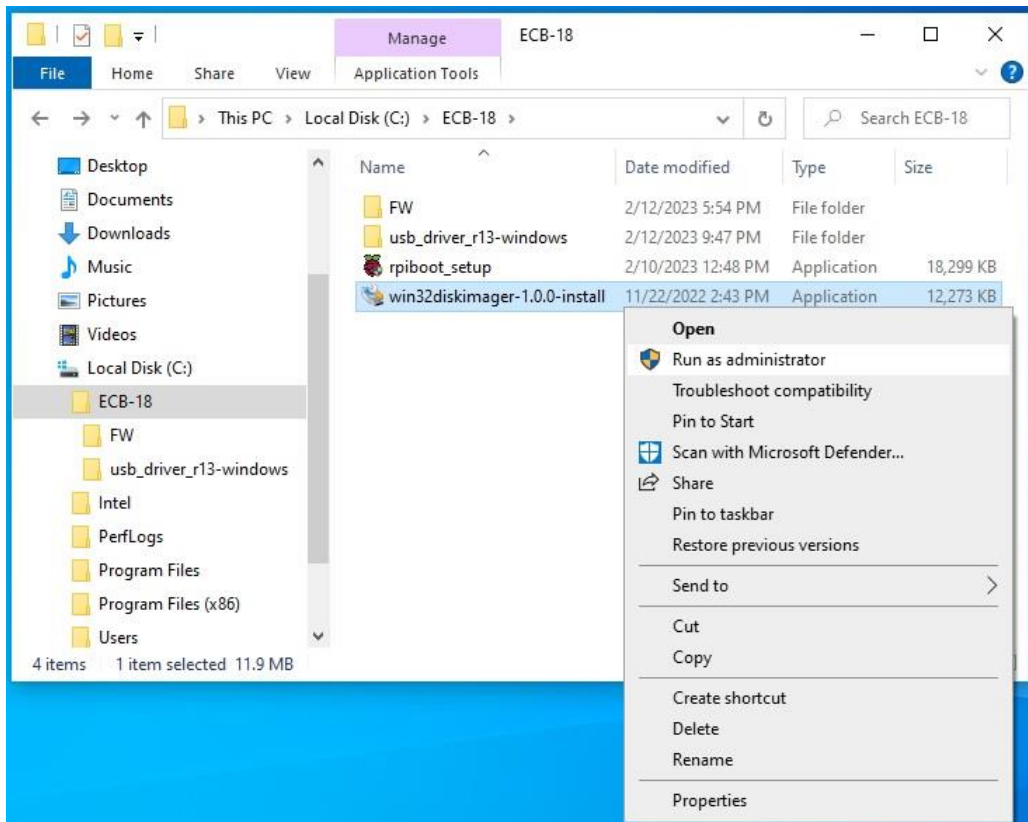 Manage ECB-18
File Home Share View Application Tools
This PC > Local Disk (C:) > ECB-18 >
Search ECB-18
Name Date modified Type Size
Desktop
Documents
Downloads
Music
Pictures
Videos
Local Disk (C:)
ECB-18
FW
usb_driver_r13-windows
Intel
PerfLogs
Program Files
Program Files (x86)
Users
FW 2/12/2023 5:54 PM File folder
usb_driver_r13-windows 2/12/2023 9:47 PM File folder
rpiboot_setup 2/10/2023 12:48 PM Application 18,299 KB
win32diskimager-1.0.0-install 11/22/2022 2:43 PM Application 12,273 KB
Open
Run as administrator
Troubleshoot compatibility
Pin to Start
Scan with Microsoft Defender...
Share
Pin to taskbar
Restore previous versions
Send to
Cut
Copy
Create shortcut
Delete
Rename
Properties
4 items 1 item selected 11.9 MB